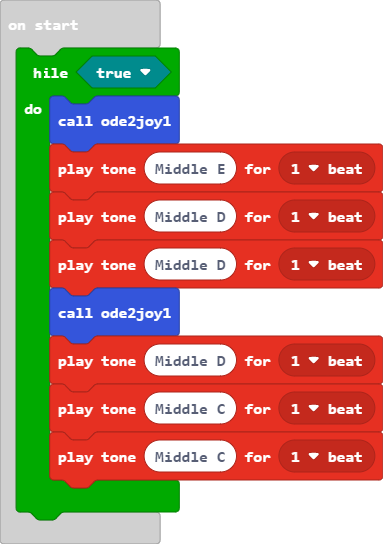 on start
hile true
do
call ode2joy1
play tone Middle E for 1 beat
play tone Middle D for 1 beat
play tone Middle D for 1 beat
call ode2joy1
play tone Middle D for 1 beat
play tone Middle C for 1 beat
play tone Middle C for 1 beat